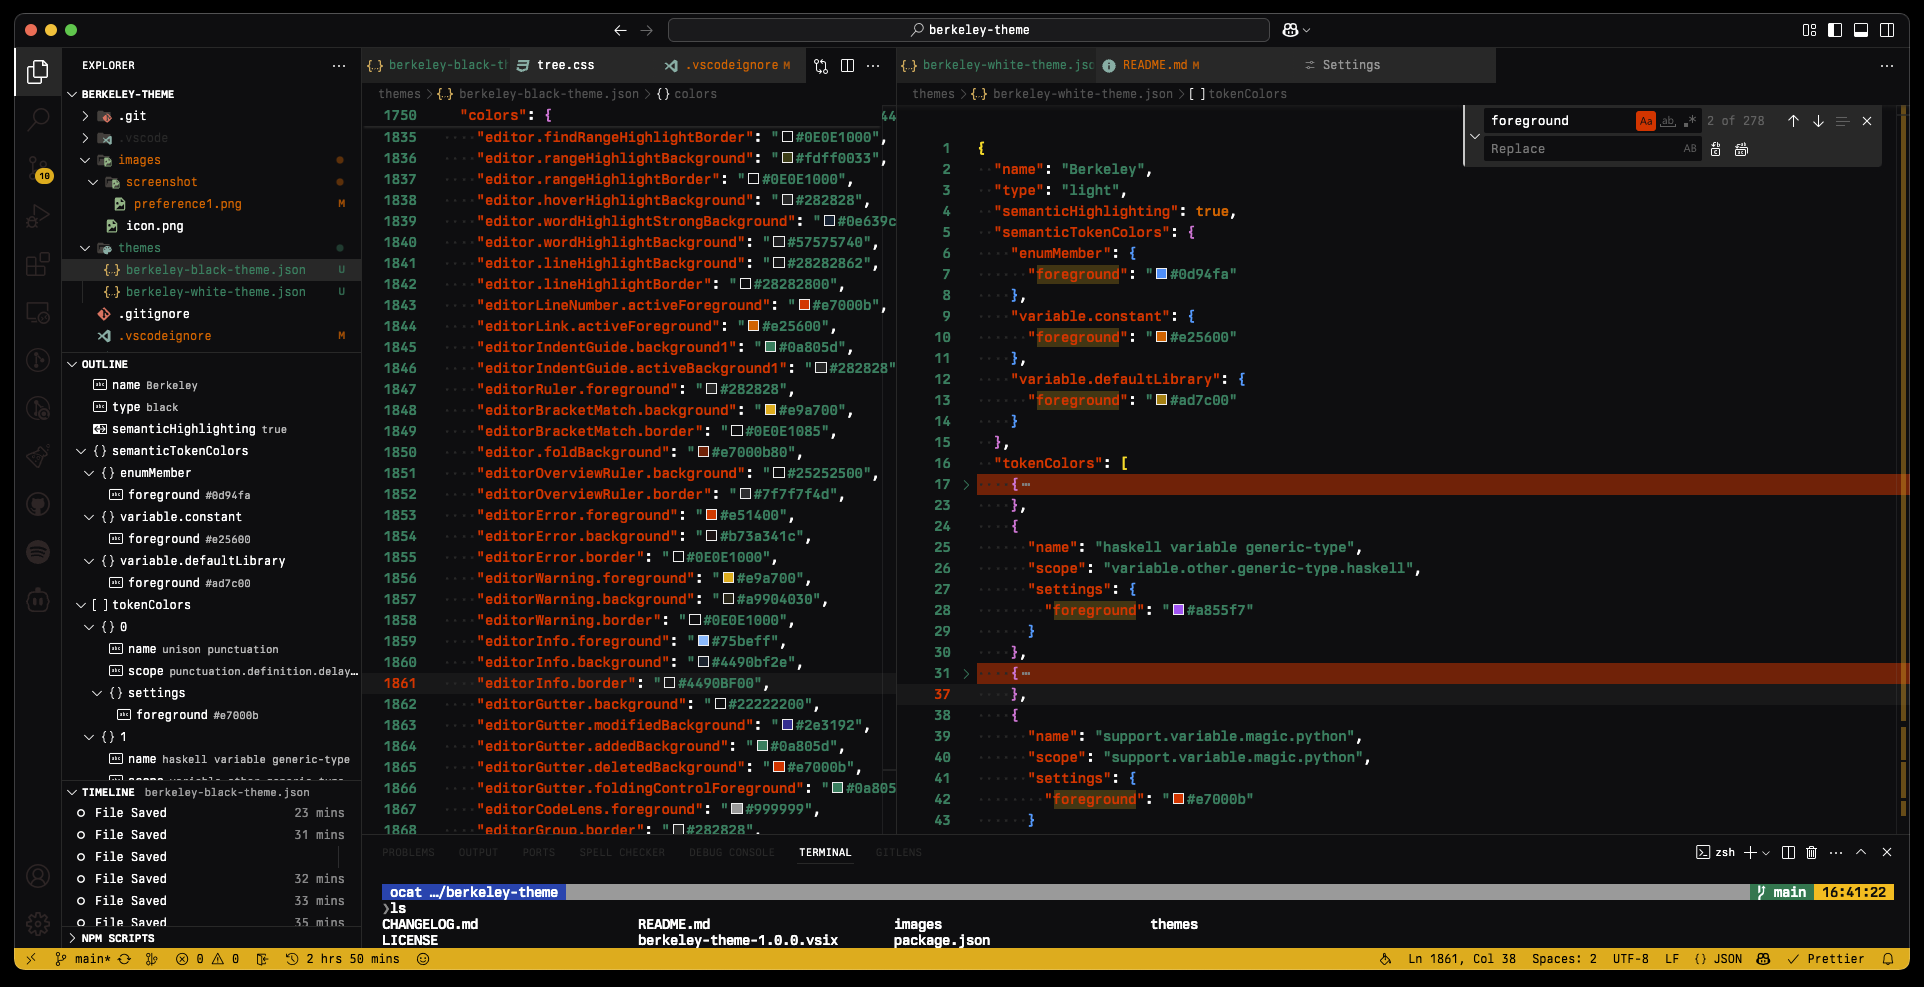 berkeley-theme
EXPLORER
BERKELEY-THEME
.git
.vscode
images
screenshot
preference1.png M
icon.png
themes
berkeley-black-theme.json U
berkeley-white-theme.json U
.gitignore
.vscodeignore M
10
OUTLINE
name Berkeley
type black
semanticHighlighting true
{} semanticTokenColors
{} enumMember
foreground #0d94fa
{} variable.constant
foreground #e25600
{} variable.defaultLibrary
foreground #ad7c00
[ ] tokenColors
{} 0
name unison punctuation
scope punctuation.definition.delay…
{} settings
foreground #e7000b
{} 1
name haskell variable generic-type
TIMELINE berkeley-black-theme.json
File Saved 23 mins
File Saved 31 mins
File Saved
File Saved 32 mins
File Saved 33 mins
File Saved 35 mins
NPM SCRIPTS
{..} berkeley-black-th tree.css .vscodeignore M
themes > {..} berkeley-black-theme.json > {} colors
1750 "colors": {
1835 "editor.findRangeHighlightBorder": "#0E0E1000",
1836 "editor.rangeHighlightBackground": "#fdff0033",
1837 "editor.rangeHighlightBorder": "#0E0E1000",
1838 "editor.hoverHighlightBackground": "#282828",
1839 "editor.wordHighlightStrongBackground": "#0e639c
1840 "editor.wordHighlightBackground": "#57575740",
1841 "editor.lineHighlightBackground": "#28282862",
1842 "editor.lineHighlightBorder": "#28282800",
1843 "editorLineNumber.activeForeground": "#e7000b",
1844 "editorLink.activeForeground": "#e25600",
1845 "editorIndentGuide.background1": "#0a805d",
1846 "editorIndentGuide.activeBackground1": "#282828"
1847 "editorRuler.foreground": "#282828",
1848 "editorBracketMatch.background": "#e9a700",
1849 "editorBracketMatch.border": "#0E0E1085",
1850 "editor.foldBackground": "#e7000b80",
1851 "editorOverviewRuler.background": "#25252500",
1852 "editorOverviewRuler.border": "#7f7f7f4d",
1853 "editorError.foreground": "#e51400",
1854 "editorError.background": "#b73a341c",
1855 "editorError.border": "#0E0E1000",
1856 "editorWarning.foreground": "#e9a700",
1857 "editorWarning.background": "#a9904030",
1858 "editorWarning.border": "#0E0E1000",
1859 "editorInfo.foreground": "#75beff",
1860 "editorInfo.background": "#4490bf2e",
1861 "editorInfo.border": "#4490BF00",
1862 "editorGutter.background": "#22222200",
1863 "editorGutter.modifiedBackground": "#2e3192",
1864 "editorGutter.addedBackground": "#0a805d",
1865 "editorGutter.deletedBackground": "#e7000b",
1866 "editorGutter.foldingControlForeground": "#0a805
1867 "editorCodeLens.foreground": "#999999",
1868 "editorGroup.border": "#282828",
{..} berkeley-white-theme.jsc README.md M Settings
themes > {..} berkeley-white-theme.json > [ ] tokenColors
foreground Aa ab 2 of 278
Replace AB
1 {
2 "name": "Berkeley",
3 "type": "light",
4 "semanticHighlighting": true,
5 "semanticTokenColors": {
6 "enumMember": {
7 "foreground": "#0d94fa"
8 },
9 "variable.constant": {
10 "foreground": "#e25600"
11 },
12 "variable.defaultLibrary": {
13 "foreground": "#ad7c00"
14 }
15 },
16 "tokenColors": [
17 {⋯
23 },
24 {
25 "name": "haskell variable generic-type",
26 "scope": "variable.other.generic-type.haskell",
27 "settings": {
28 "foreground": "#a855f7"
29 }
30 },
31 {⋯
37 },
38 {
39 "name": "support.variable.magic.python",
40 "scope": "support.variable.magic.python",
41 "settings": {
42 "foreground": "#e7000b"
43 }
PROBLEMS OUTPUT PORTS SPELL CHECKER DEBUG CONSOLE TERMINAL GITLENS
zsh
ocat …/berkeley-theme main 16:41:22
❯ls
CHANGELOG.md README.md images themes
LICENSE berkeley-theme-1.0.0.vsix package.json
main* 0 0 2 hrs 50 mins Ln 1861, Col 38 Spaces: 2 UTF-8 LF {} JSON Prettier